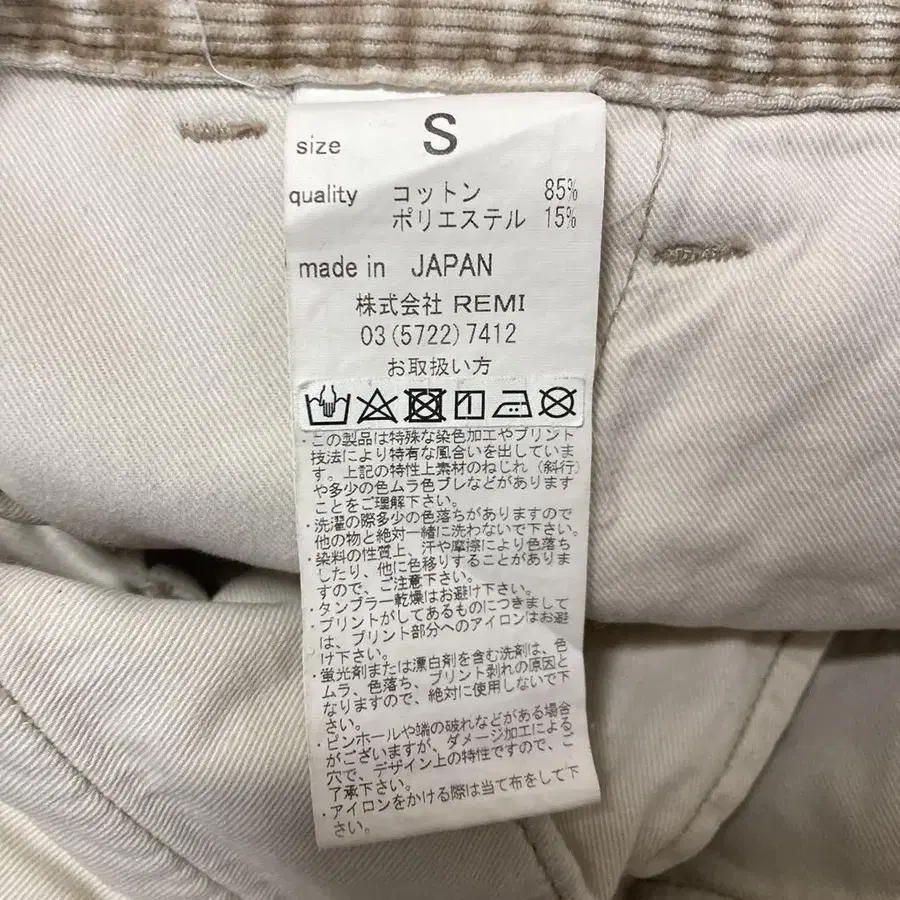 size S
quality コットン 85%
ポリエステル 15%
made in JAPAN
株式会社 REMI
03(5722)7412
お取扱い方
・この製品は特殊な染色加工やプリント
技法により特有な風合いを出していま
す。上記の特性上素材のねじれ（斜行）
や多少の色ムラ色ブレなどがあります
ことをご理解下さい。
・洗濯の際多少の色落ちがありますので
他の物と絶対一緒に洗わないで下さい。
・染料の性質上、汗や摩擦により色落ち
したり、他に色移りすることがありま
すので、ご注意下さい。
・タンブラー乾燥はお避け下さい。
・プリントがしてあるものにつきまして
は、プリント部分へのアイロンはお避
け下さい。
・蛍光剤または漂白剤を含む洗剤は、色
ムラ、色落ち、プリント剥れの原因と
なりますので、絶対に使用しないで下
さい。
・ピンホールや端の破れなどがある場合
がございますが、ダメージ加工による
穴で、デザイン上の特性ですので、ご
了承下さい。
・アイロンをかける際は当て布をして下
さい。